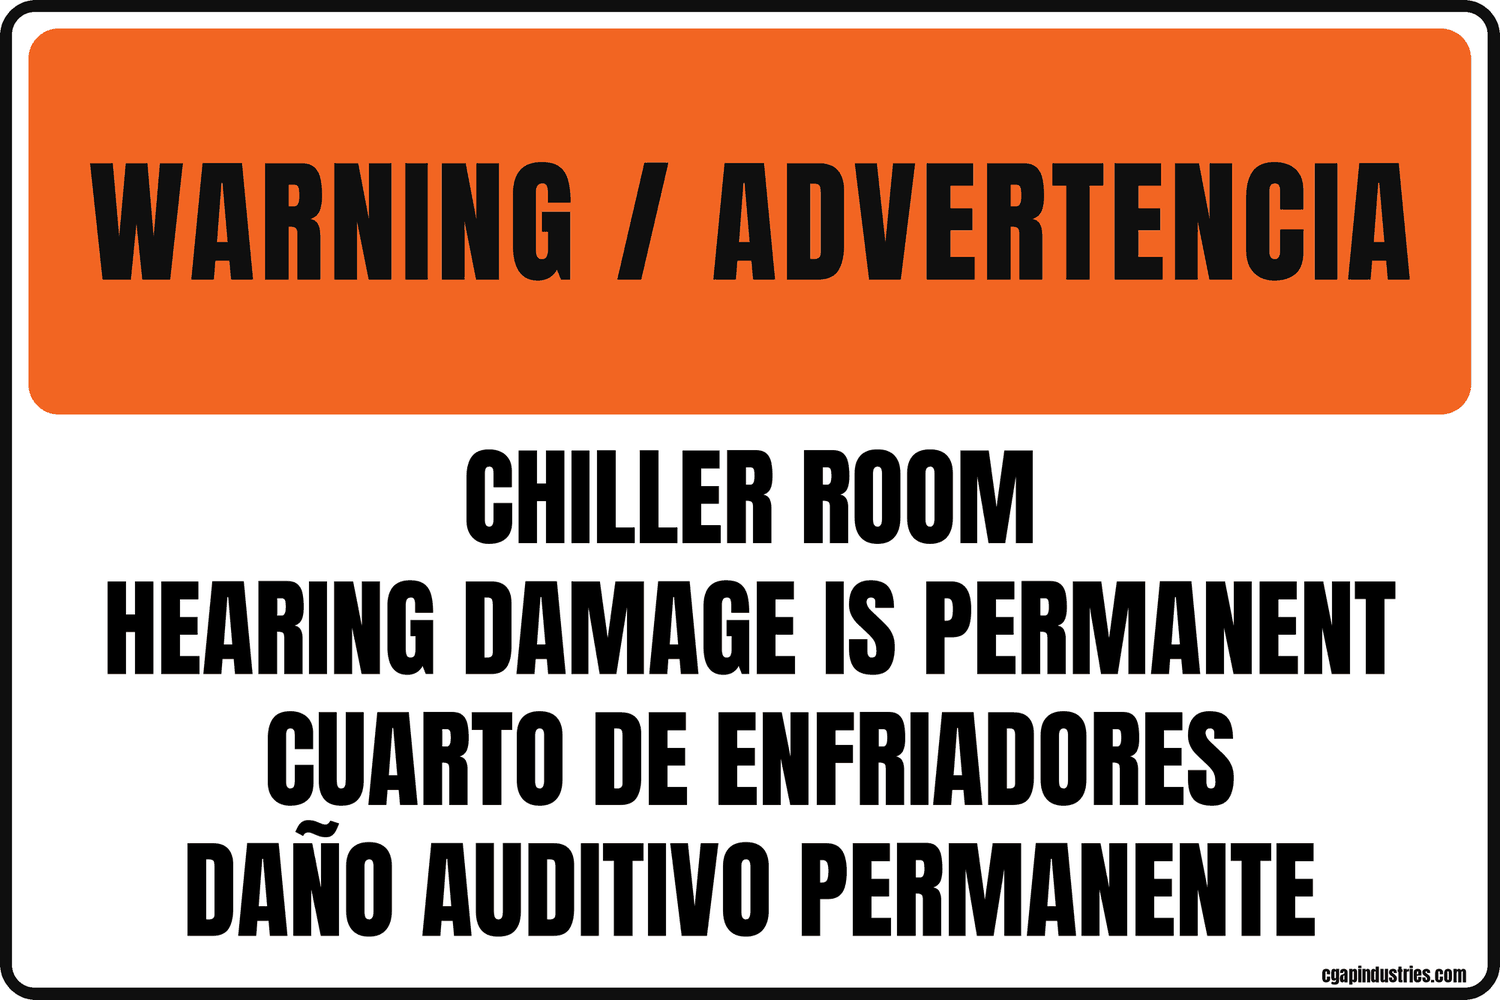 WARNING / ADVERTENCIA
CHILLER ROOM
HEARING DAMAGE IS PERMANENT
CUARTO DE ENFRIADORES
DAÑO AUDITIVO PERMANENTE
cgapindustries.com